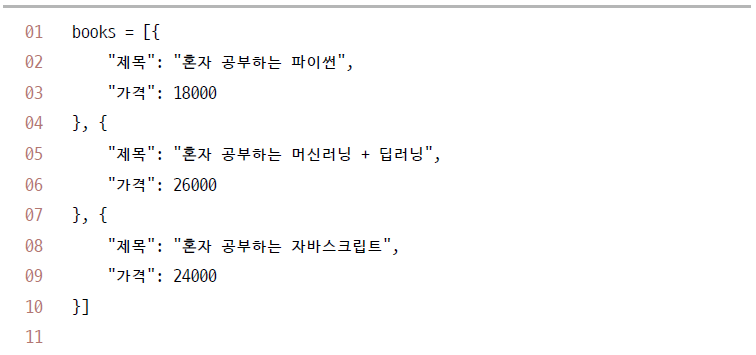 01 books = [{
02     "제목": "혼자 공부하는 파이썬",
03     "가격": 18000
04 }, {
05     "제목": "혼자 공부하는 머신러닝 + 딥러닝",
06     "가격": 26000
07 }, {
08     "제목": "혼자 공부하는 자바스크립트",
09     "가격": 24000
10 }]
11